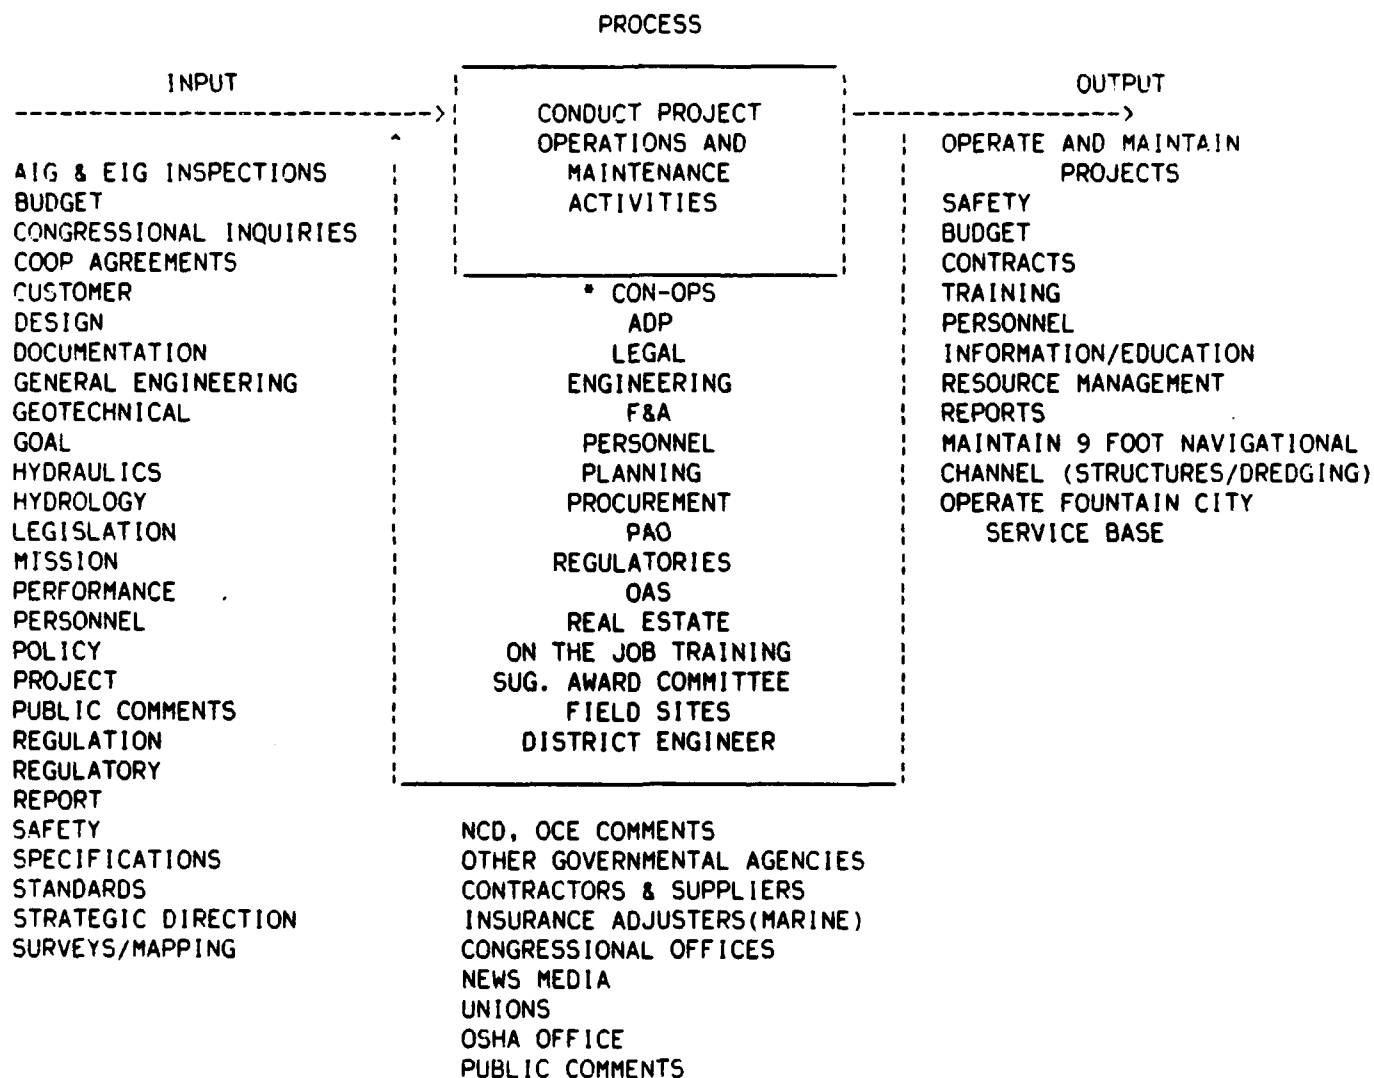 PROCESS
INPUT
CONDUCT PROJECT
OPERATIONS AND
MAINTENANCE
ACTIVITIES
OUTPUT
AIG & EIG INSPECTIONS
BUDGET
CONGRESSIONAL INQUIRIES
COOP AGREEMENTS
CUSTOMER
DESIGN
DOCUMENTATION
GENERAL ENGINEERING
GEOTECHNICAL
GOAL
HYDRAULICS
HYDROLOGY
LEGISLATION
MISSION
PERFORMANCE
PERSONNEL
POLICY
PROJECT
PUBLIC COMMENTS
REGULATION
REGULATORY
REPORT
SAFETY
SPECIFICATIONS
STANDARDS
STRATEGIC DIRECTION
SURVEYS/MAPPING
* CON-OPS
ADP
LEGAL
ENGINEERING
F&A
PERSONNEL
PLANNING
PROCUREMENT
PAO
REGULATORIES
OAS
REAL ESTATE
ON THE JOB TRAINING
SUG. AWARD COMMITTEE
FIELD SITES
DISTRICT ENGINEER
NCD, OCE COMMENTS
OTHER GOVERNMENTAL AGENCIES
CONTRACTORS & SUPPLIERS
INSURANCE ADJUSTERS(MARINE)
CONGRESSIONAL OFFICES
NEWS MEDIA
UNIONS
OSHA OFFICE
PUBLIC COMMENTS
OPERATE AND MAINTAIN
PROJECTS
SAFETY
BUDGET
CONTRACTS
TRAINING
PERSONNEL
INFORMATION/EDUCATION
RESOURCE MANAGEMENT
REPORTS
MAINTAIN 9 FOOT NAVIGATIONAL
CHANNEL (STRUCTURES/DREDGING)
OPERATE FOUNTAIN CITY
SERVICE BASE